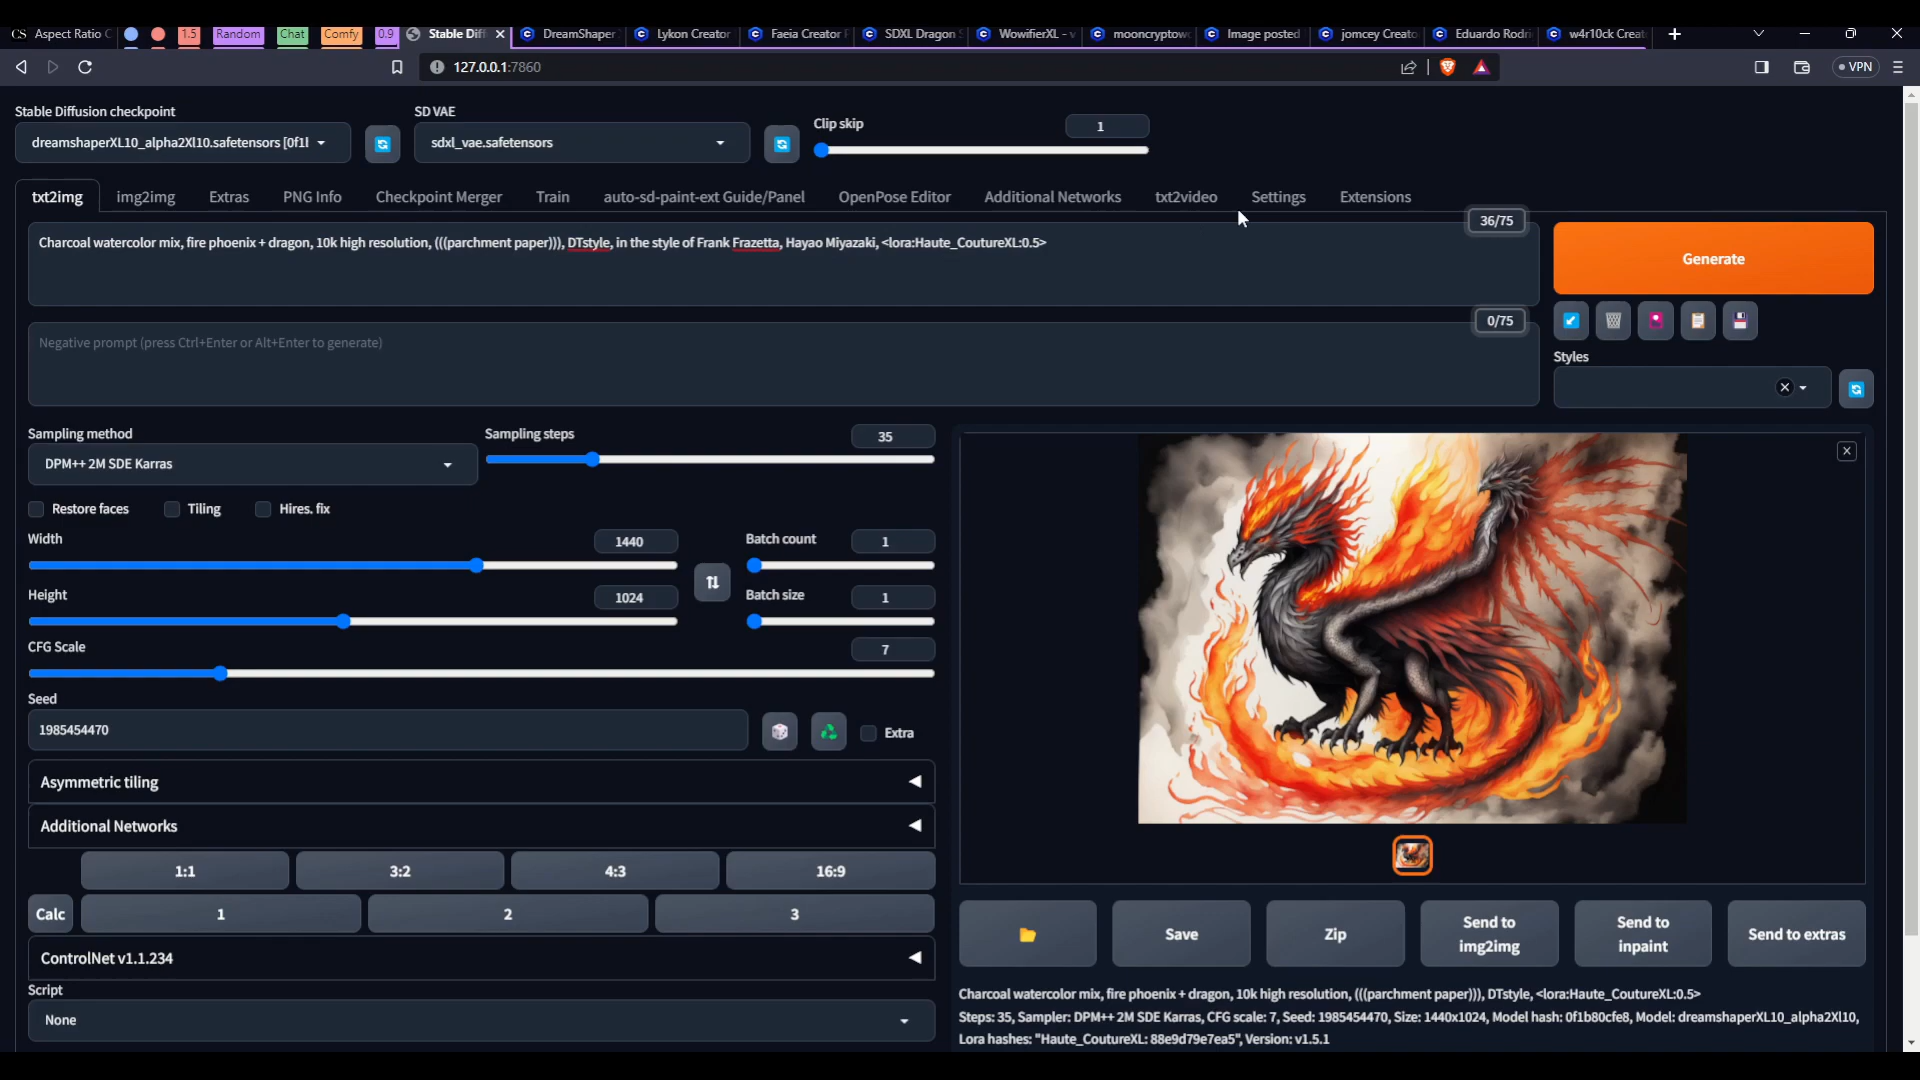 CS Aspect Ratio C 1.5 Random Chat Comfy 0.9 Stable Diff DreamShaper Lykon Creator Faeia Creator P SDXL Dragon S WowifierXL - v mooncryptow Image posted jomcey Creato Eduardo Rodri w4r10ck Creat
127.0.0.1:7860
VPN
Stable Diffusion checkpoint
SD VAE
Clip skip
1
dreamshaperXL10_alpha2Xl10.safetensors [0f1l
sdxl_vae.safetensors
txt2img img2img Extras PNG Info Checkpoint Merger Train auto-sd-paint-ext Guide/Panel OpenPose Editor Additional Networks txt2video Settings Extensions
36/75
Charcoal watercolor mix, fire phoenix + dragon, 10k high resolution, (((parchment paper))), DTstyle, in the style of Frank Frazetta, Hayao Miyazaki, <lora:Haute_CoutureXL:0.5>
Generate
0/75
Negative prompt (press Ctrl+Enter or Alt+Enter to generate)
Styles
Sampling method
DPM++ 2M SDE Karras
Sampling steps
35
Restore faces Tiling Hires. fix
Width
1440
Batch count
1
Height
1024
Batch size
1
CFG Scale
7
Seed
1985454470
Extra
Asymmetric tiling
Additional Networks
1:1 3:2 4:3 16:9
Calc 1 2 3
ControlNet v1.1.234
Script
None
Save
Zip
Send to
img2img
Send to
inpaint
Send to extras
Charcoal watercolor mix, fire phoenix + dragon, 10k high resolution, (((parchment paper))), DTstyle, <lora:Haute_CoutureXL:0.5>
Steps: 35, Sampler: DPM++ 2M SDE Karras, CFG scale: 7, Seed: 1985454470, Size: 1440x1024, Model hash: 0f1b80cfe8, Model: dreamshaperXL10_alpha2Xl10,
Lora hashes: "Haute_CoutureXL: 88e9d79e7ea5", Version: v1.5.1